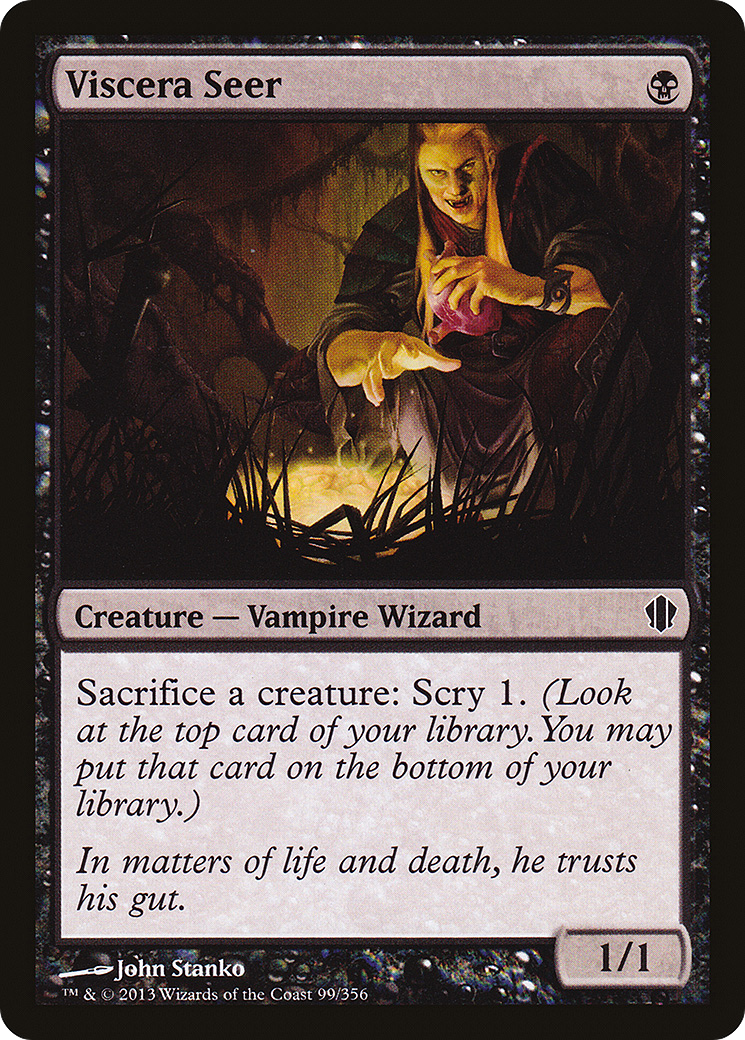 Viscera Seer
Creature — Vampire Wizard
Sacrifice a creature: Scry 1. (Look
at the top card of your library. You may
put that card on the bottom of your
library.)
In matters of life and death, he trusts
his gut.
1/1
John Stanko
™ & © 2013 Wizards of the Coast 99/356